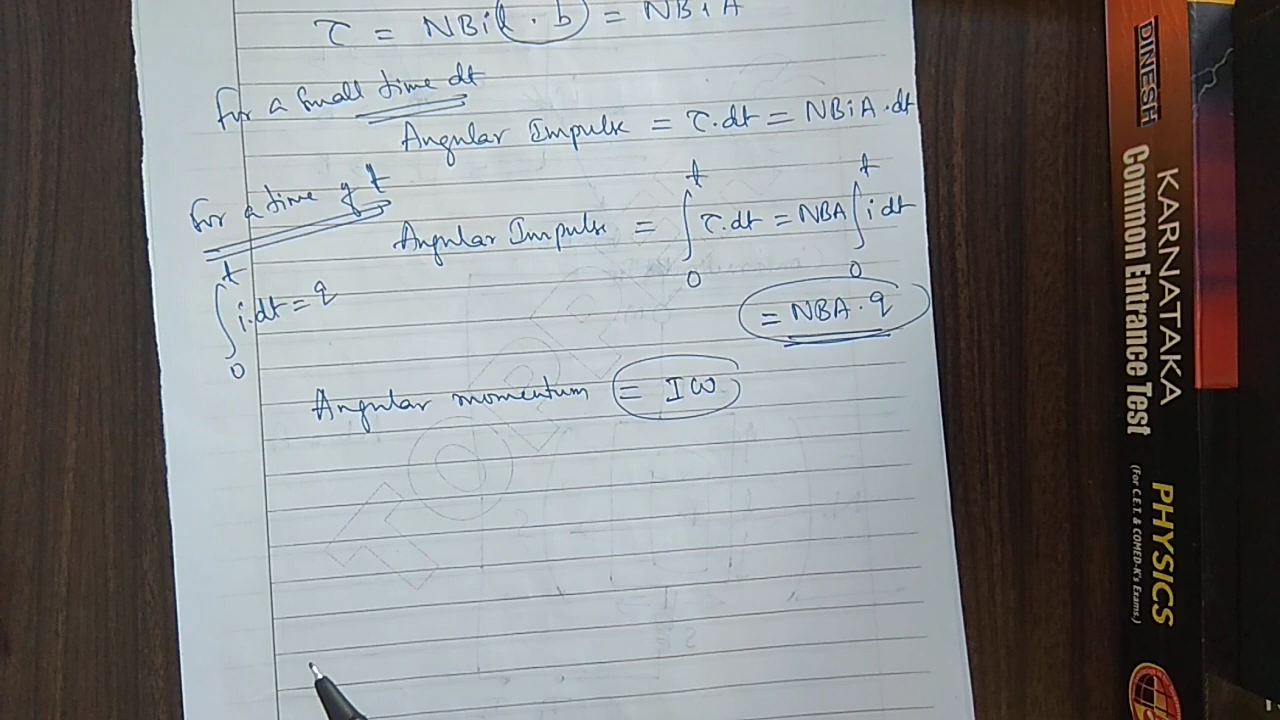 τ = NBi(l · b) = NBiA
For a small time dt
Angular Impulse = τ.dt = NBiA.dt
For a time of t
Angular Impulse = ∫₀ᵗ τ.dt = NBA ∫₀ᵗ i dt
∫₀ᵗ i.dt = q
= NBA . q
Angular momentum = Iω
DINESH
KARNATAKA
Common Entrance Test
PHYSICS
(For C.E.T. & COMED-K's Exams.)